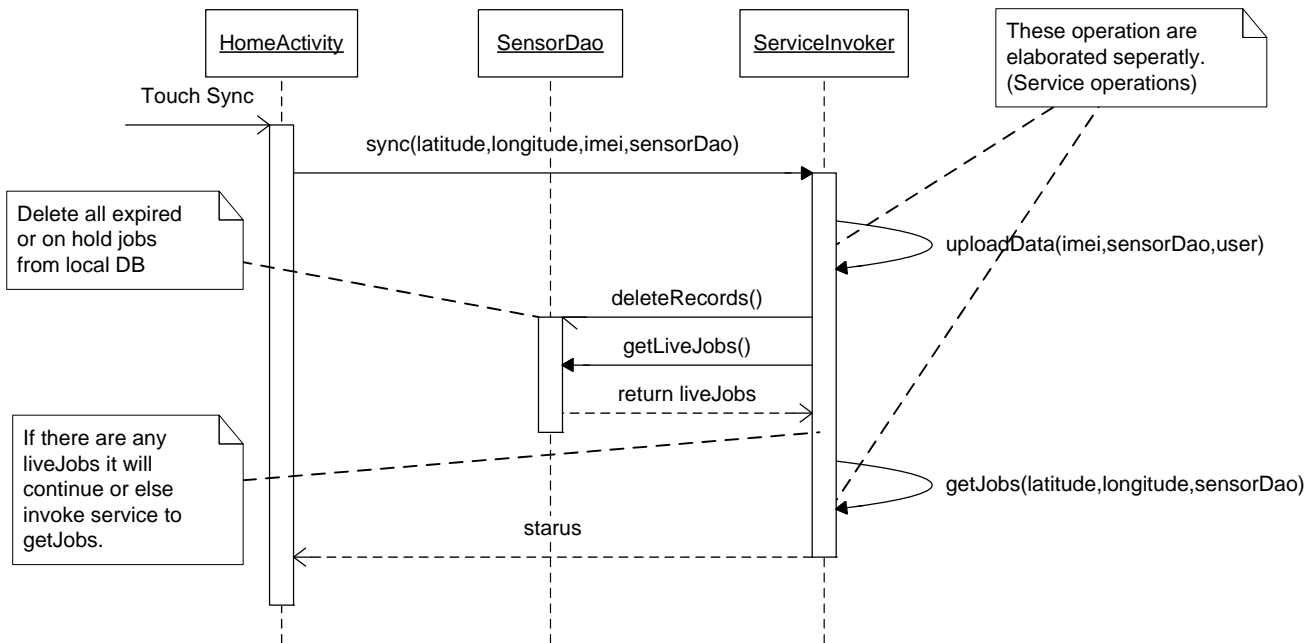 HomeActivity
SensorDao
ServiceInvoker
These operation are
elaborated seperatly.
(Service operations)
Touch Sync
sync(latitude,longitude,imei,sensorDao)
Delete all expired
or on hold jobs
from local DB
uploadData(imei,sensorDao,user)
deleteRecords()
getLiveJobs()
return liveJobs
If there are any
liveJobs it will
continue or else
invoke service to
getJobs.
getJobs(latitude,longitude,sensorDao)
starus